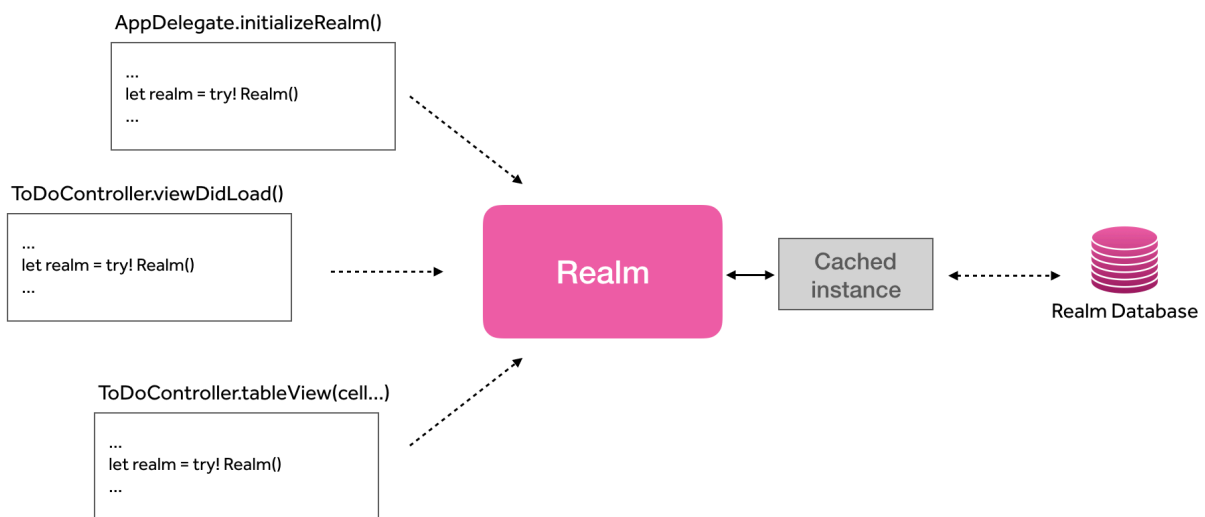 AppDelegate.initializeRealm()
...
let realm = try! Realm()
...
ToDoController.viewDidLoad()
...
let realm = try! Realm()
...
ToDoController.tableView(cell...)
...
let realm = try! Realm()
...
Realm
Cached
instance
Realm Database